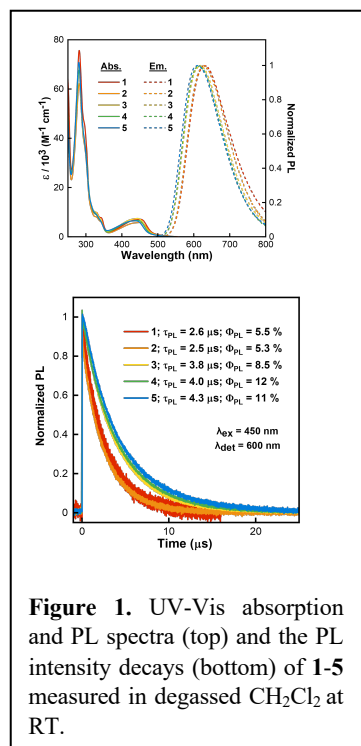 Abs. Em.
1 1
2 2
3 3
4 4
5 5
ε / 10³ (M⁻¹ cm⁻¹)
80
60
40
20
0
Normalized PL
1
0.8
0.6
0.4
0.2
0
300 400 500 600 700 800
Wavelength (nm)
Normalized PL
1
0.8
0.6
0.4
0.2
0
1; τPL = 2.6 μs; ΦPL = 5.5 %
2; τPL = 2.5 μs; ΦPL = 5.3 %
3; τPL = 3.8 μs; ΦPL = 8.5 %
4; τPL = 4.0 μs; ΦPL = 12 %
5; τPL = 4.3 μs; ΦPL = 11 %
λex = 450 nm
λdet = 600 nm
0 10 20
Time (μs)
Figure 1. UV-Vis absorption
and PL spectra (top) and the PL
intensity decays (bottom) of 1-5
measured in degassed CH₂Cl₂ at
RT.